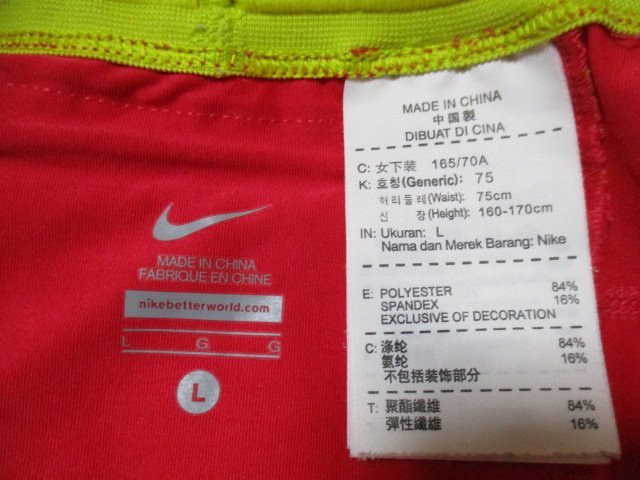 MADE IN CHINA
中国製
DIBUAT DI CINA
C: 女下装 165/70A
K: 호칭(Generic): 75
허리둘레(Waist): 75cm
신 장(Height): 160-170cm
IN: Ukuran: L
Nama dan Merek Barang: Nike
E: POLYESTER 84%
SPANDEX 16%
EXCLUSIVE OF DECORATION
C: 涤纶 84%
氨纶 16%
不包括装饰部分
T: 聚酯纖維 84%
彈性纖維 16%
MADE IN CHINA
FABRIQUE EN CHINE
nikebetterworld.com
L G G
L